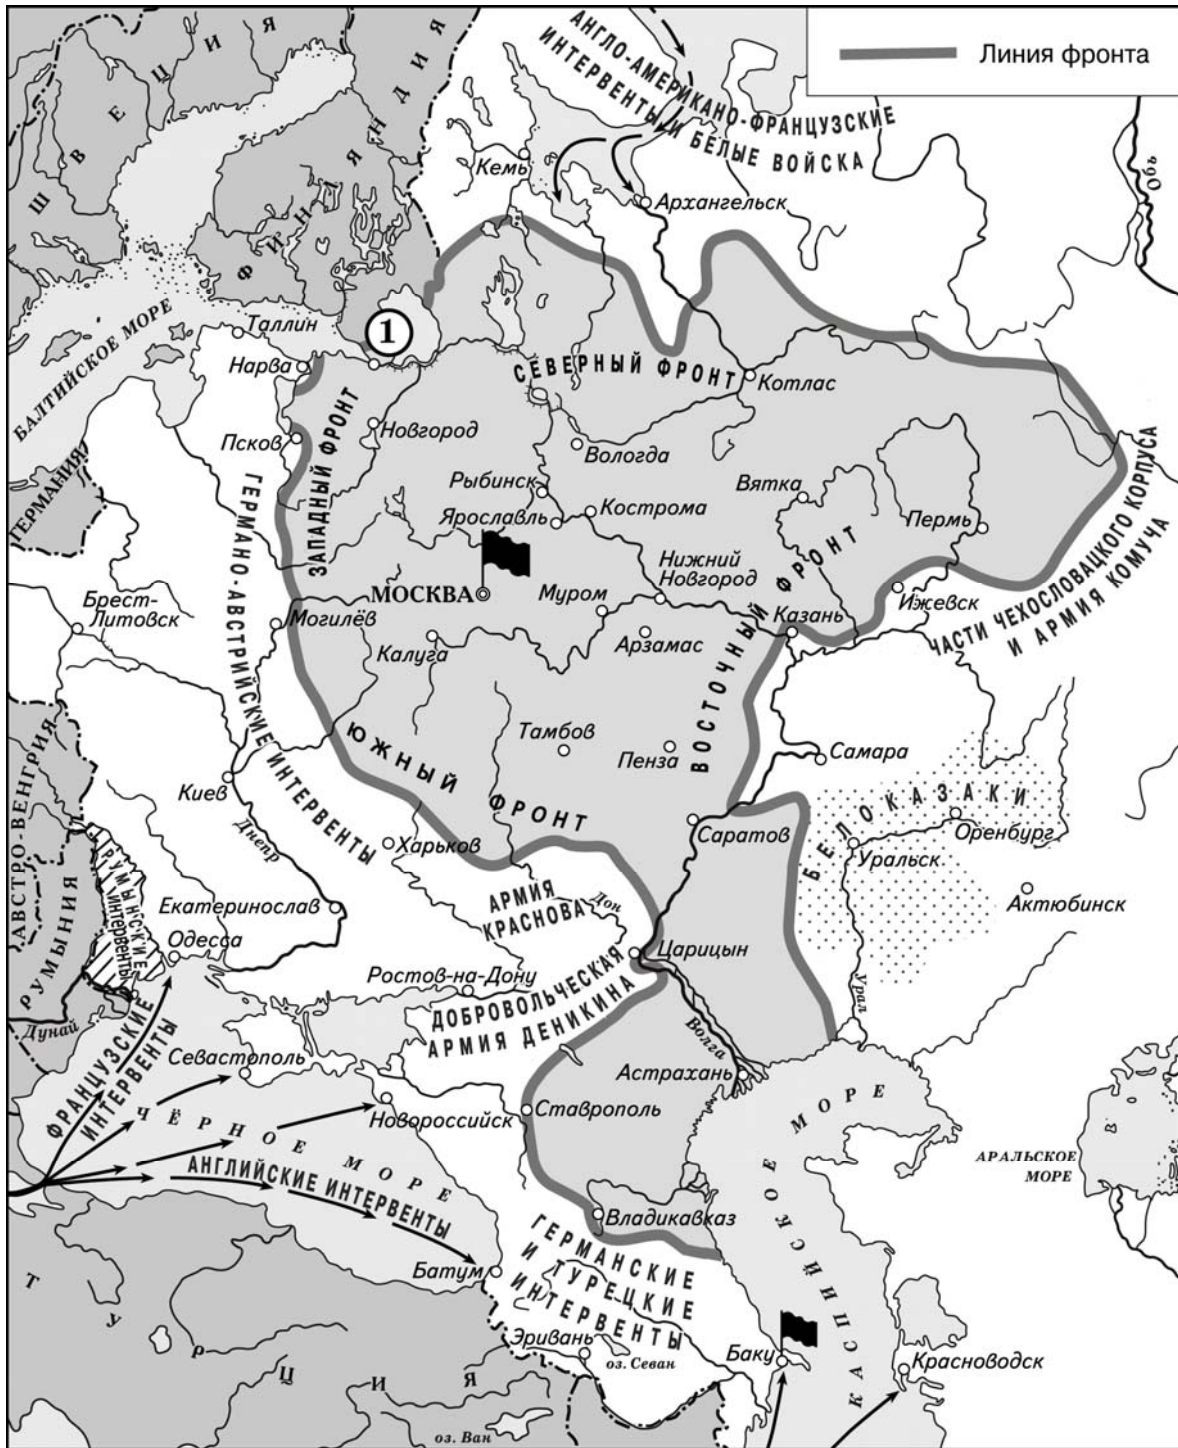 Линия фронта
ШВЕЦИЯ
ФИНЛЯНДИЯ
АНГЛО-АМЕРИКАНО-ФРАНЦУЗСКИЕ
ИНТЕРВЕНТЫ И БЕЛЫЕ ВОЙСКА
Обь
Кемь
Архангельск
БАЛТИЙСКОЕ МОРЕ
Таллин
1
Нарва
СЕВЕРНЫЙ ФРОНТ
Котлас
Псков
Новгород
ЗАПАДНЫЙ ФРОНТ
Вологда
ГЕРМАНИЯ
ГЕРМАНО-АВСТРИЙСКИЕ ИНТЕРВЕНТЫ
Рыбинск
Вятка
Ярославль
Кострома
Пермь
ЧАСТИ ЧЕХОСЛОВАЦКОГО КОРПУСА
И АРМИЯ КОМУЧА
МОСКВА
Нижний
Новгород
ВОСТОЧНЫЙ ФРОНТ
Брест-
Литовск
Могилёв
Муром
Казань
Ижевск
Калуга
Арзамас
ЮЖНЫЙ ФРОНТ
Тамбов
Пенза
Самара
Киев
Днепр
АВСТРО-ВЕНГРИЯ
БЕЛОКАЗАКИ
Оренбург
Харьков
Саратов
Уральск
Актюбинск
РУМЫНИЯ
РУМЫНСКИЕ
Интервенты
Екатеринослав
АРМИЯ
КРАСНОВА
Дон
Одесса
Царицын
Ростов-на-Дону
ДОБРОВОЛЬЧЕСКАЯ
АРМИЯ ДЕНИКИНА
Урал
Дунай
Волга
ФРАНЦУЗСКИЕ
ИНТЕРВЕНТЫ
Севастополь
Астрахань
Новороссийск
Ставрополь
ЧЁРНОЕ МОРЕ
АНГЛИЙСКИЕ ИНТЕРВЕНТЫ
КАСПИЙСКОЕ МОРЕ
АРАЛЬСКОЕ
МОРЕ
В
Владикавказ
ГЕРМАНСКИЕ
И ТУРЕЦКИЕ
ИНТЕРВЕНТЫ
Батум
ТУРЦИЯ
Эривань
оз. Севан
Баку
Красноводск
оз. Ван